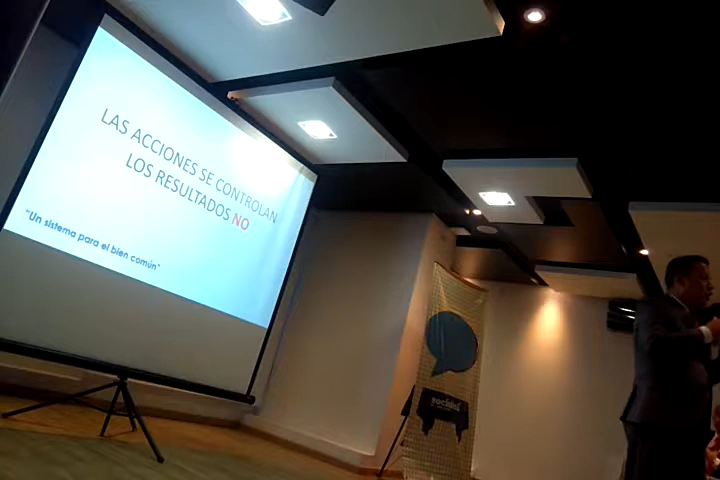 LAS ACCIONES SE CONTROLAN
LOS RESULTADOS NO
"Un sistema para el bien común"